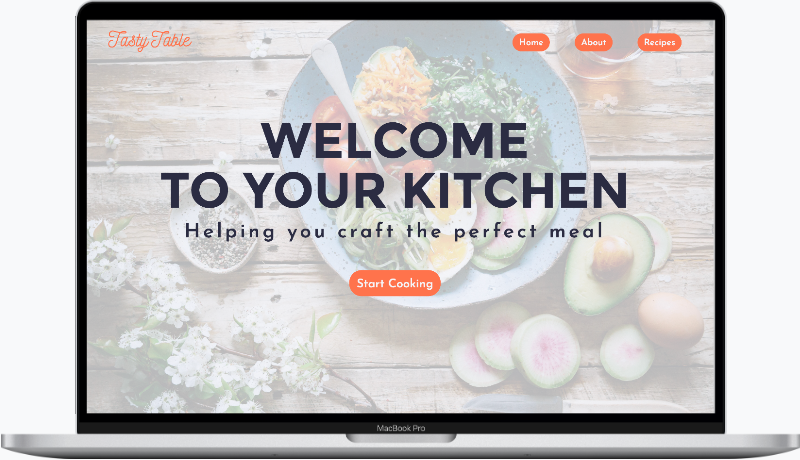 Tasty Table
Home About Recipes
WELCOME
TO YOUR KITCHEN
Helping you craft the perfect meal
Start Cooking
MacBook Pro